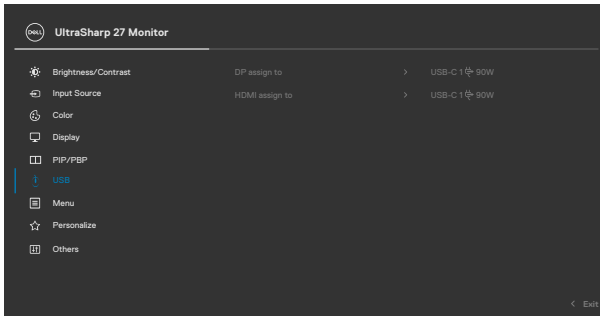 DELL UltraSharp 27 Monitor
Brightness/Contrast DP assign to > USB-C 1 90W
Input Source HDMI assign to > USB-C 1 90W
Color
Display
PIP/PBP
USB
Menu
Personalize
Others
< Exit